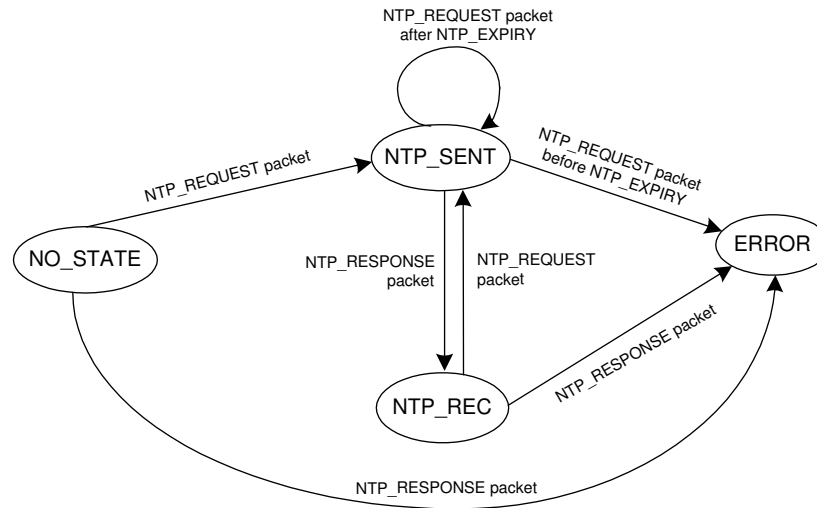 NTP_REQUEST packet
after NTP_EXPIRY
NTP_SENT
NTP_REQUEST packet
NTP_REQUEST packet
before NTP_EXPIRY
NO_STATE
ERROR
NTP_RESPONSE
packet
NTP_REQUEST
packet
NTP_RESPONSE packet
NTP_REC
NTP_RESPONSE packet